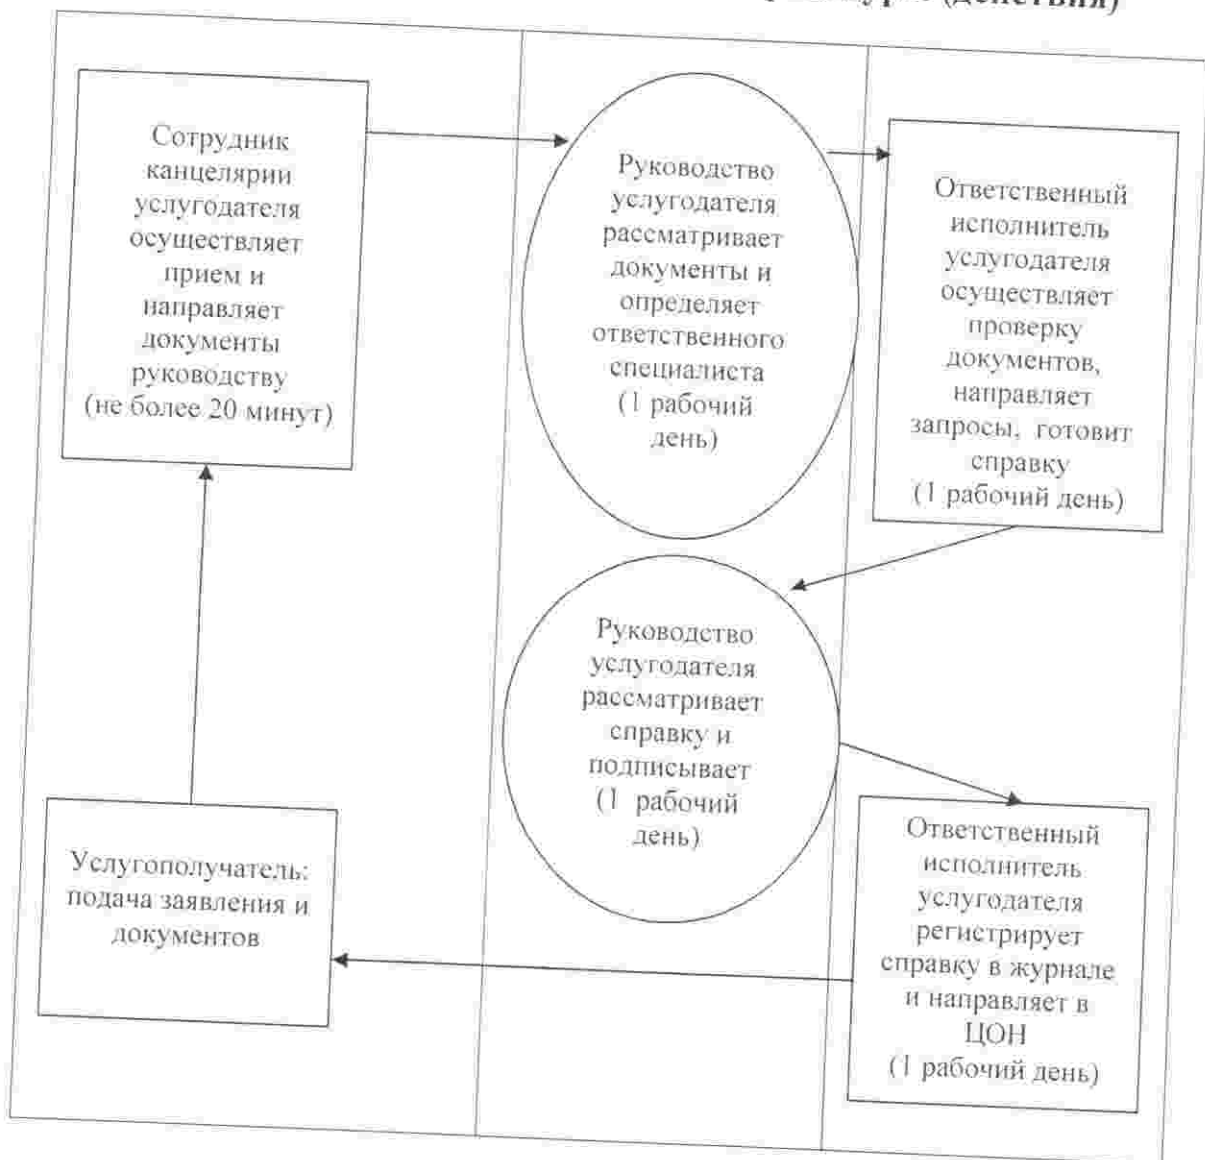 (действия)
Сотрудник
канцелярии
услугодателя
осуществляет
прием и
направляет
документы
руководству
(не более 20 минут)
Руководство
услугодателя
рассматривает
документы и
определяет
ответственного
специалиста
(1 рабочий
день)
Ответственный
исполнитель
услугодателя
осуществляет
проверку
документов,
направляет
запросы, готовит
справку
(1 рабочий день)
Руководство
услугодателя
рассматривает
справку и
подписывает
(1 рабочий
день)
Ответственный
исполнитель
услугодателя
регистрирует
справку в журнале
и направляет в
ЦОН
(1 рабочий день)
Услугополучатель:
подача заявления и
документов